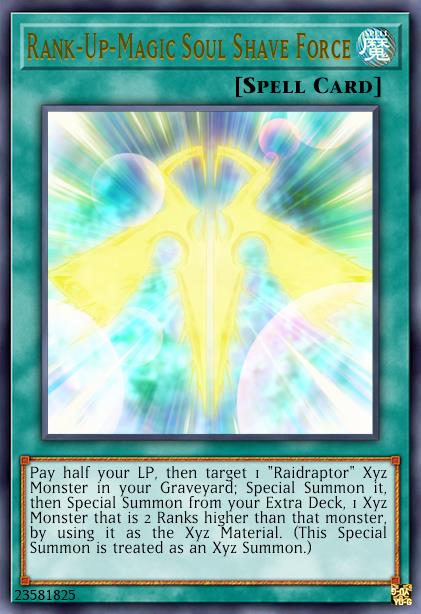 Rank-Up-Magic Soul Shave Force
SPELL
魔
[Spell Card]
Pay half your LP, then target 1 "Raidraptor" Xyz
Monster in your Graveyard; Special Summon it,
then Special Summon from your Extra Deck, 1 Xyz
Monster that is 2 Ranks higher than that monster,
by using it as the Xyz Material. (This Special
Summon is treated as an Xyz Summon.)
23581825